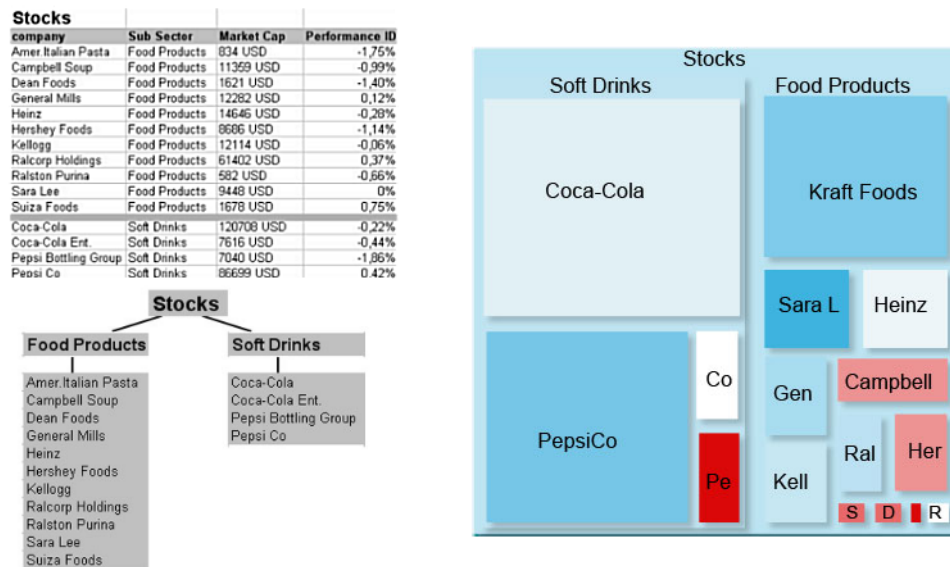 Stocks
company Sub Sector Market Cap Performance ID
Amer.Italian Pasta Food Products 834 USD -1,75%
Campbell Soup Food Products 11359 USD -0,99%
Dean Foods Food Products 1621 USD -1,40%
General Mills Food Products 12282 USD 0,12%
Heinz Food Products 14646 USD -0,28%
Hershey Foods Food Products 8686 USD -1,14%
Kellogg Food Products 12114 USD -0,06%
Ralcorp Holdings Food Products 61402 USD 0,37%
Ralston Purina Food Products 582 USD -0,66%
Sara Lee Food Products 9448 USD 0%
Suiza Foods Food Products 1678 USD 0,75%
Coca-Cola Soft Drinks 120708 USD -0,22%
Coca-Cola Ent. Soft Drinks 7616 USD -0,44%
Pepsi Bottling Group Soft Drinks 7040 USD -1,86%
Pepsi Co Soft Drinks 86699 USD 0,42%
Stocks
Food Products
Amer.Italian Pasta
Campbell Soup
Dean Foods
General Mills
Heinz
Hershey Foods
Kellogg
Ralcorp Holdings
Ralston Purina
Sara Lee
Suiza Foods
Soft Drinks
Coca-Cola
Coca-Cola Ent.
Pepsi Bottling Group
Pepsi Co
Stocks
Soft Drinks
Coca-Cola
PepsiCo
Co
Pe
Food Products
Kraft Foods
Sara L
Heinz
Gen
Campbell
Kell
Ral
Her
S
D
R